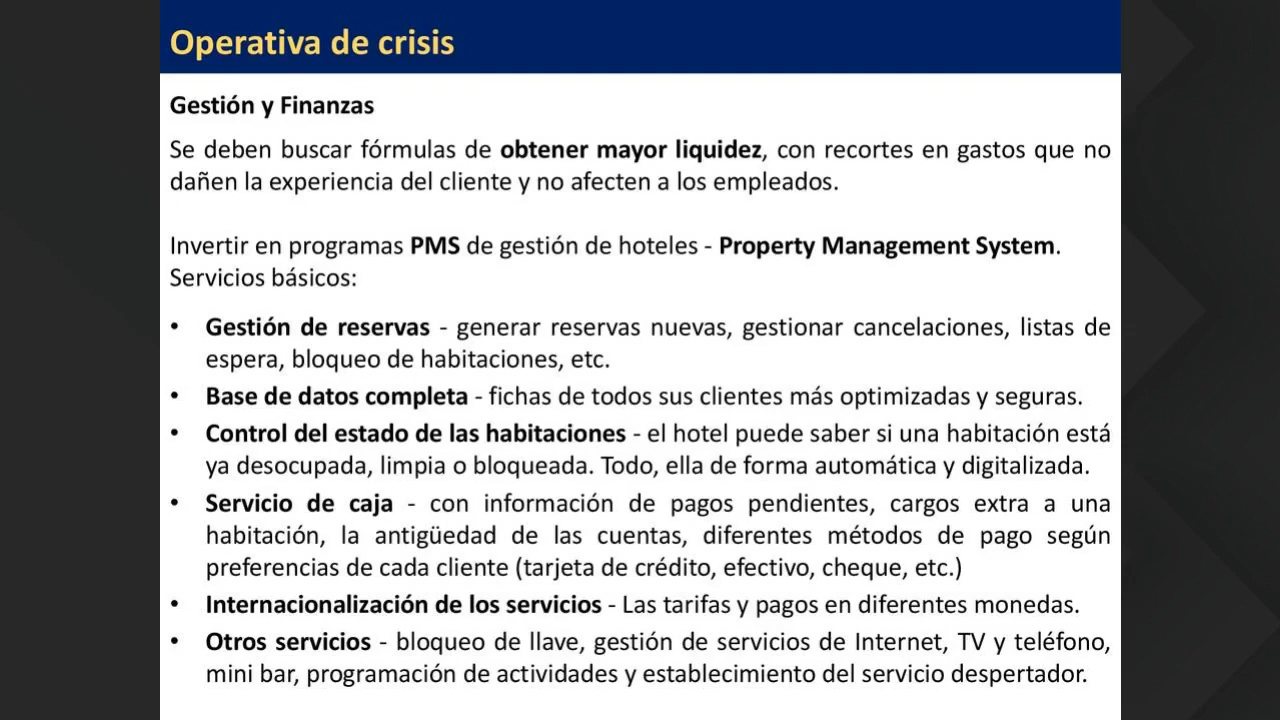 Operativa de crisis
Gestión y Finanzas
Se deben buscar fórmulas de obtener mayor liquidez, con recortes en gastos que no
dañen la experiencia del cliente y no afecten a los empleados.
Invertir en programas PMS de gestión de hoteles - Property Management System.
Servicios básicos:
• Gestión de reservas - generar reservas nuevas, gestionar cancelaciones, listas de
espera, bloqueo de habitaciones, etc.
• Base de datos completa - fichas de todos sus clientes más optimizadas y seguras.
• Control del estado de las habitaciones - el hotel puede saber si una habitación está
ya desocupada, limpia o bloqueada. Todo, ella de forma automática y digitalizada.
• Servicio de caja - con información de pagos pendientes, cargos extra a una
habitación, la antigüedad de las cuentas, diferentes métodos de pago según
preferencias de cada cliente (tarjeta de crédito, efectivo, cheque, etc.)
• Internacionalización de los servicios - Las tarifas y pagos en diferentes monedas.
• Otros servicios - bloqueo de llave, gestión de servicios de Internet, TV y teléfono,
mini bar, programación de actividades y establecimiento del servicio despertador.